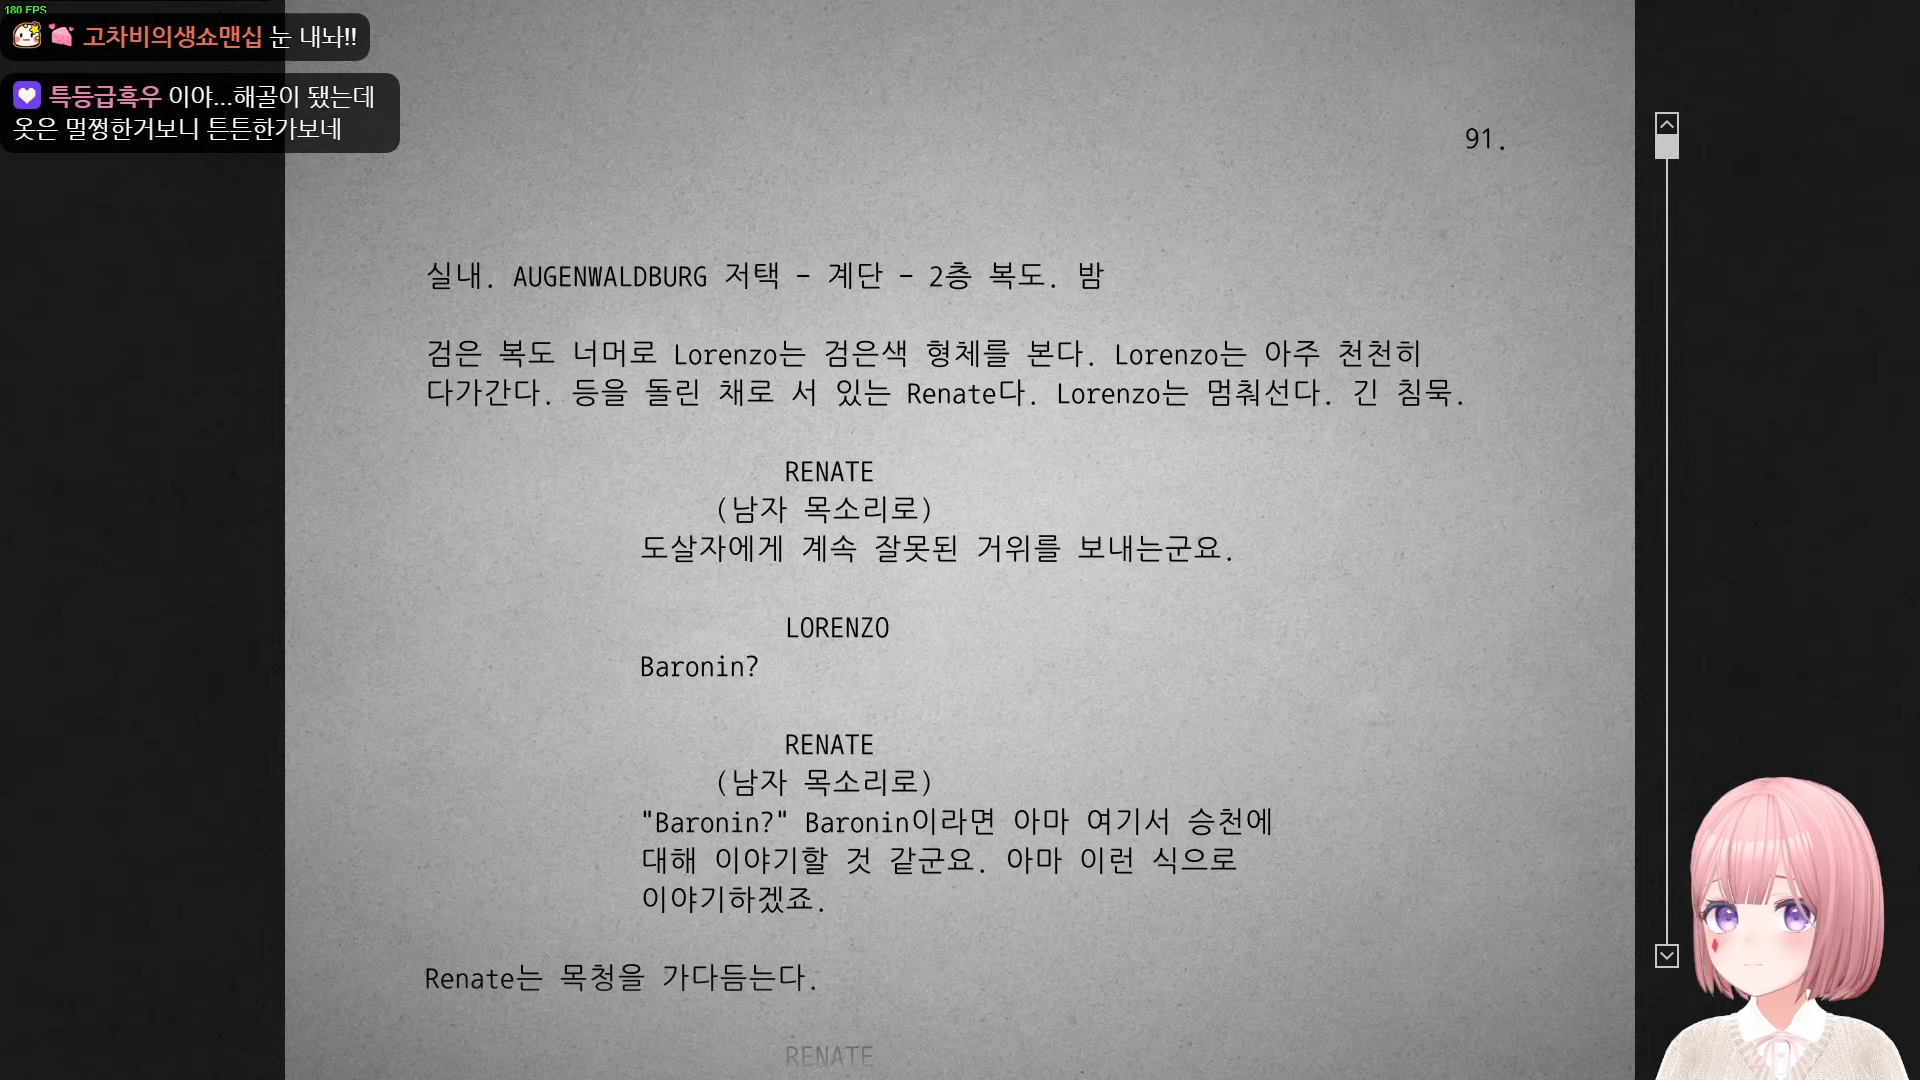 180 FPS
고차비의생쇼맨십 눈 내놔!!
특등급흑우 이야...해골이 됐는데
옷은 멀쩡한거보니 튼튼한가보네
91.
실내. AUGENWALDBURG 저택 - 계단 - 2층 복도. 밤
검은 복도 너머로 Lorenzo는 검은색 형체를 본다. Lorenzo는 아주 천천히
다가간다. 등을 돌린 채로 서 있는 Renate다. Lorenzo는 멈춰선다. 긴 침묵.
RENATE
(남자 목소리로)
도살자에게 계속 잘못된 거위를 보내는군요.
LORENZO
Baronin?
RENATE
(남자 목소리로)
"Baronin?" Baronin이라면 아마 여기서 승천에
대해 이야기할 것 같군요. 아마 이런 식으로
이야기하겠죠.
Renate는 목청을 가다듬는다.
RENATE